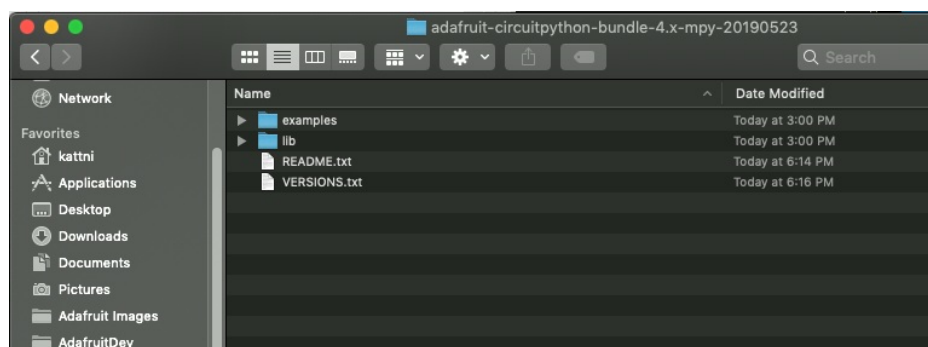 adafruit-circuitpython-bundle-4.x-mpy-20190523
Search
Network
Favorites
kattni
Applications
Desktop
Downloads
Documents
Pictures
Adafruit Images
AdafruitDev
Name Date Modified
examples Today at 3:00 PM
lib Today at 3:00 PM
README.txt Today at 6:14 PM
VERSIONS.txt Today at 6:16 PM